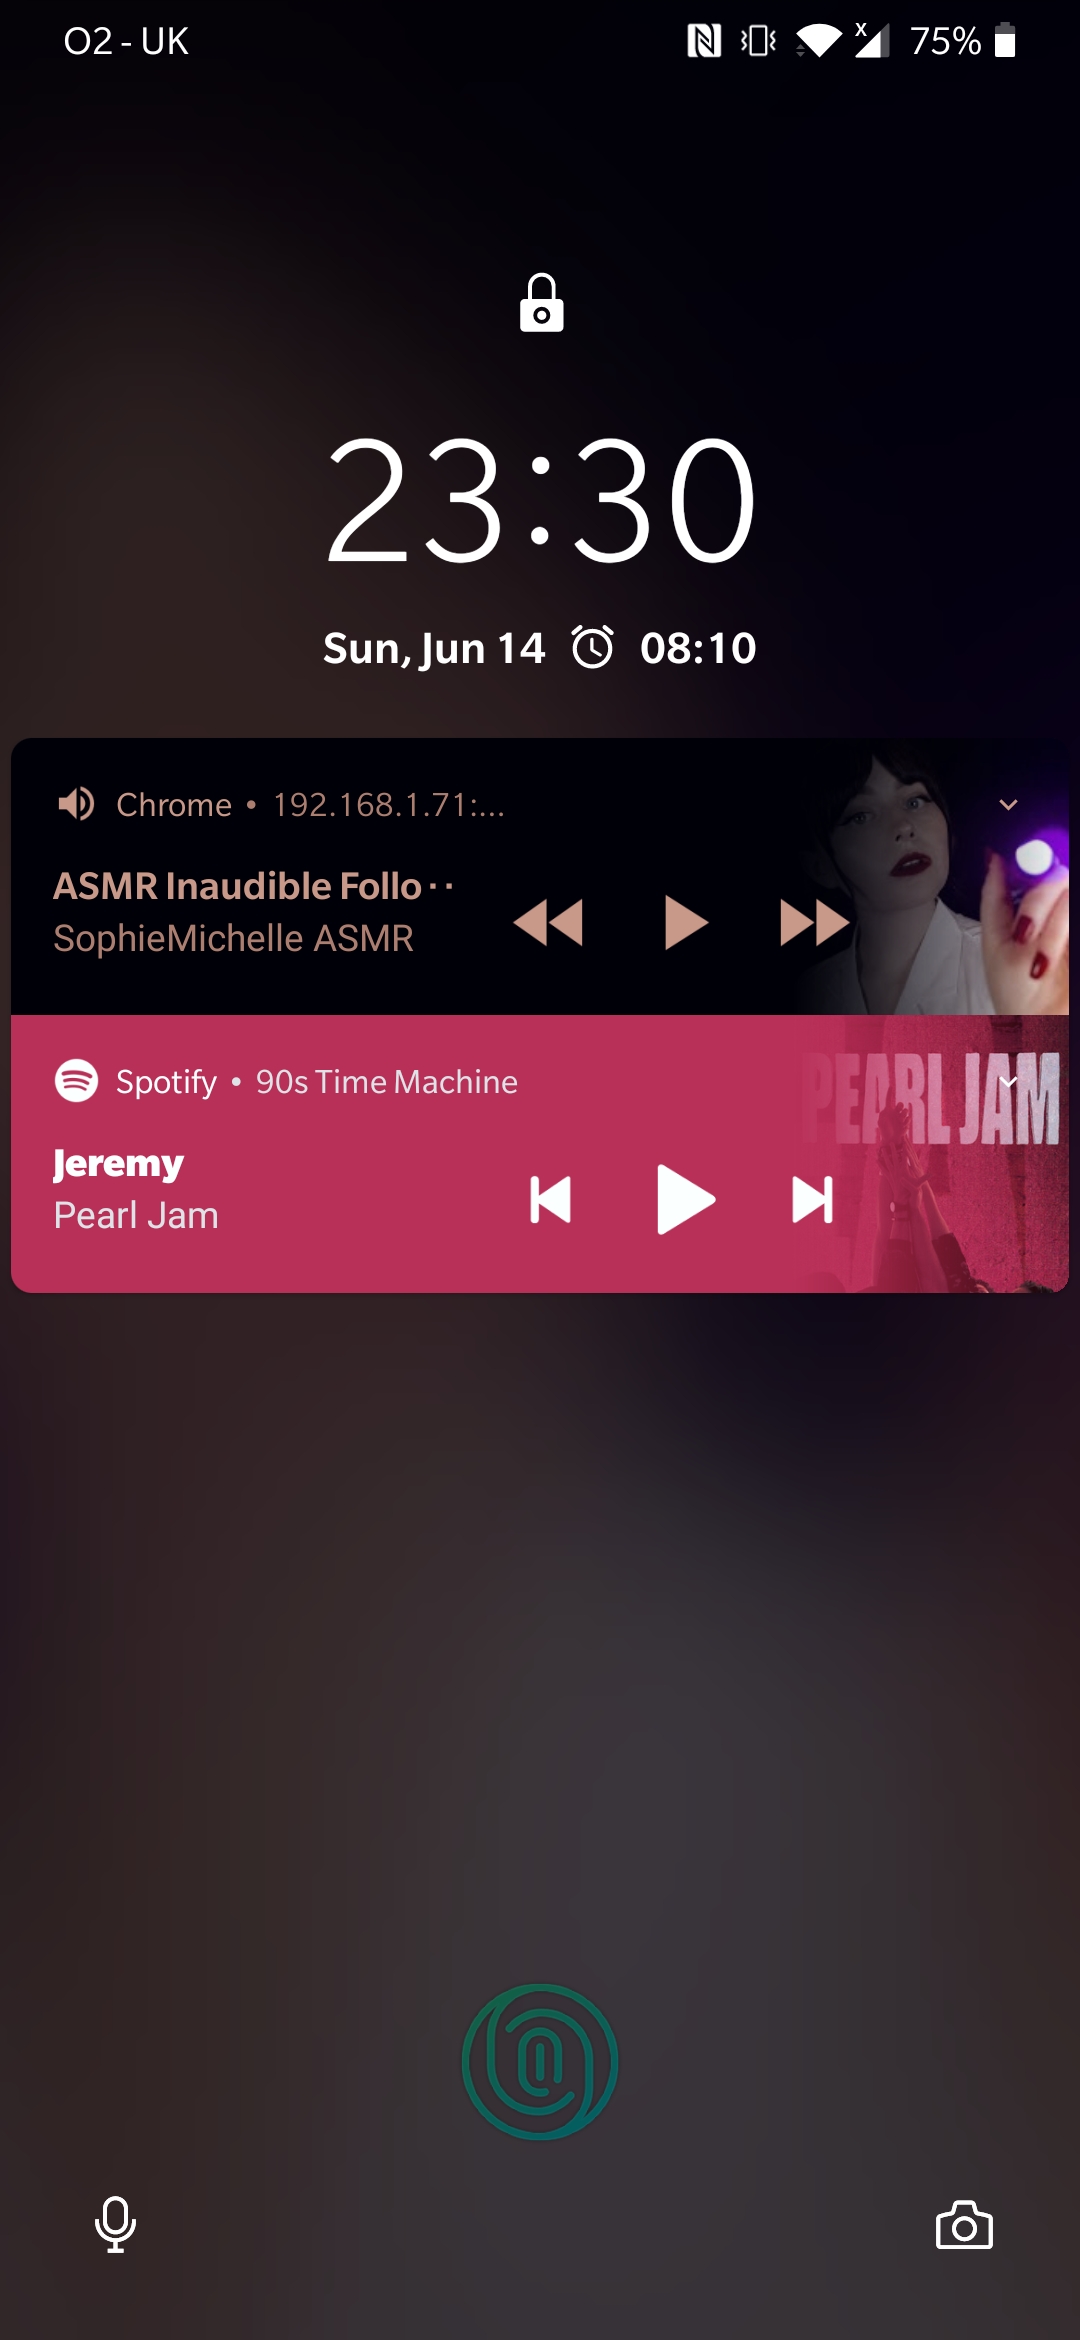 O2 - UK 75%
23:30
Sun, Jun 14 08:10
Chrome • 192.168.1.71:...
ASMR Inaudible Follo··
SophieMichelle ASMR
Spotify • 90s Time Machine
PEARL JAM
Jeremy
Pearl Jam